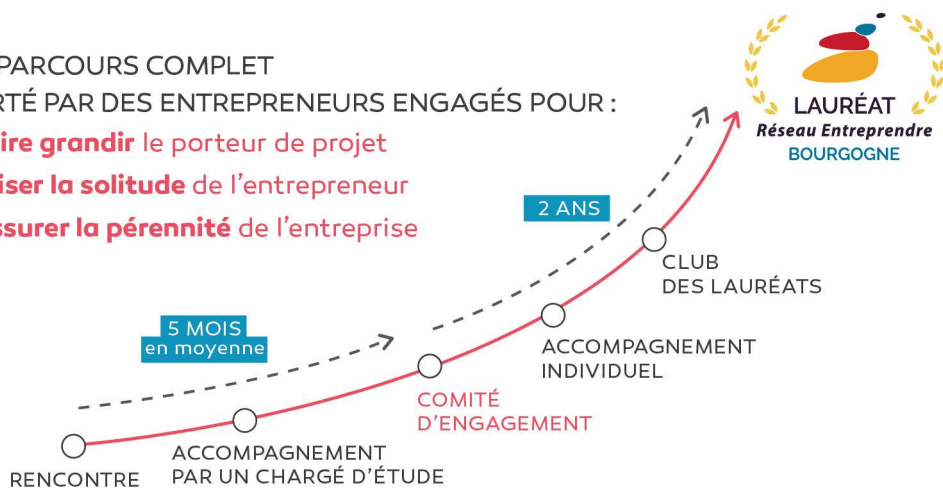 PARCOURS COMPLET
RTÉ PAR DES ENTREPRENEURS ENGAGÉS POUR :
ire grandir le porteur de projet
iser la solitude de l'entrepreneur
ssurer la pérennité de l'entreprise
LAURÉAT
Réseau Entreprendre
BOURGOGNE
2 ANS
CLUB
DES LAURÉATS
5 MOIS
en moyenne
ACCOMPAGNEMENT
INDIVIDUEL
COMITÉ
D'ENGAGEMENT
ACCOMPAGNEMENT
PAR UN CHARGÉ D'ÉTUDE
RENCONTRE